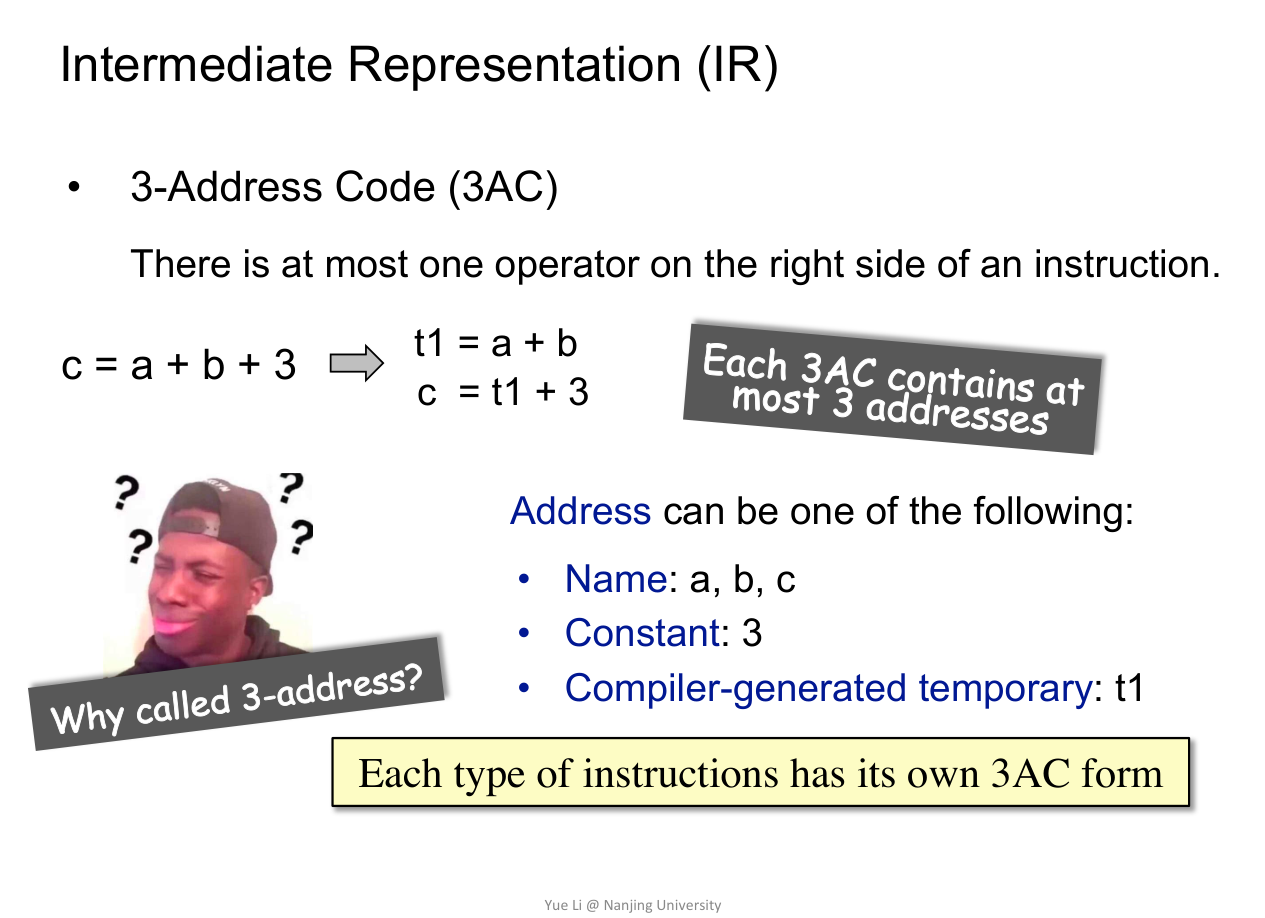 Intermediate Representation (IR)
• 3-Address Code (3AC)
There is at most one operator on the right side of an instruction.
c = a + b + 3
t1 = a + b
c = t1 + 3
Each 3AC contains at
most 3 addresses
? ?
? ?
Why called 3-address?
Address can be one of the following:
• Name: a, b, c
• Constant: 3
• Compiler-generated temporary: t1
Each type of instructions has its own 3AC form
Yue Li @ Nanjing University